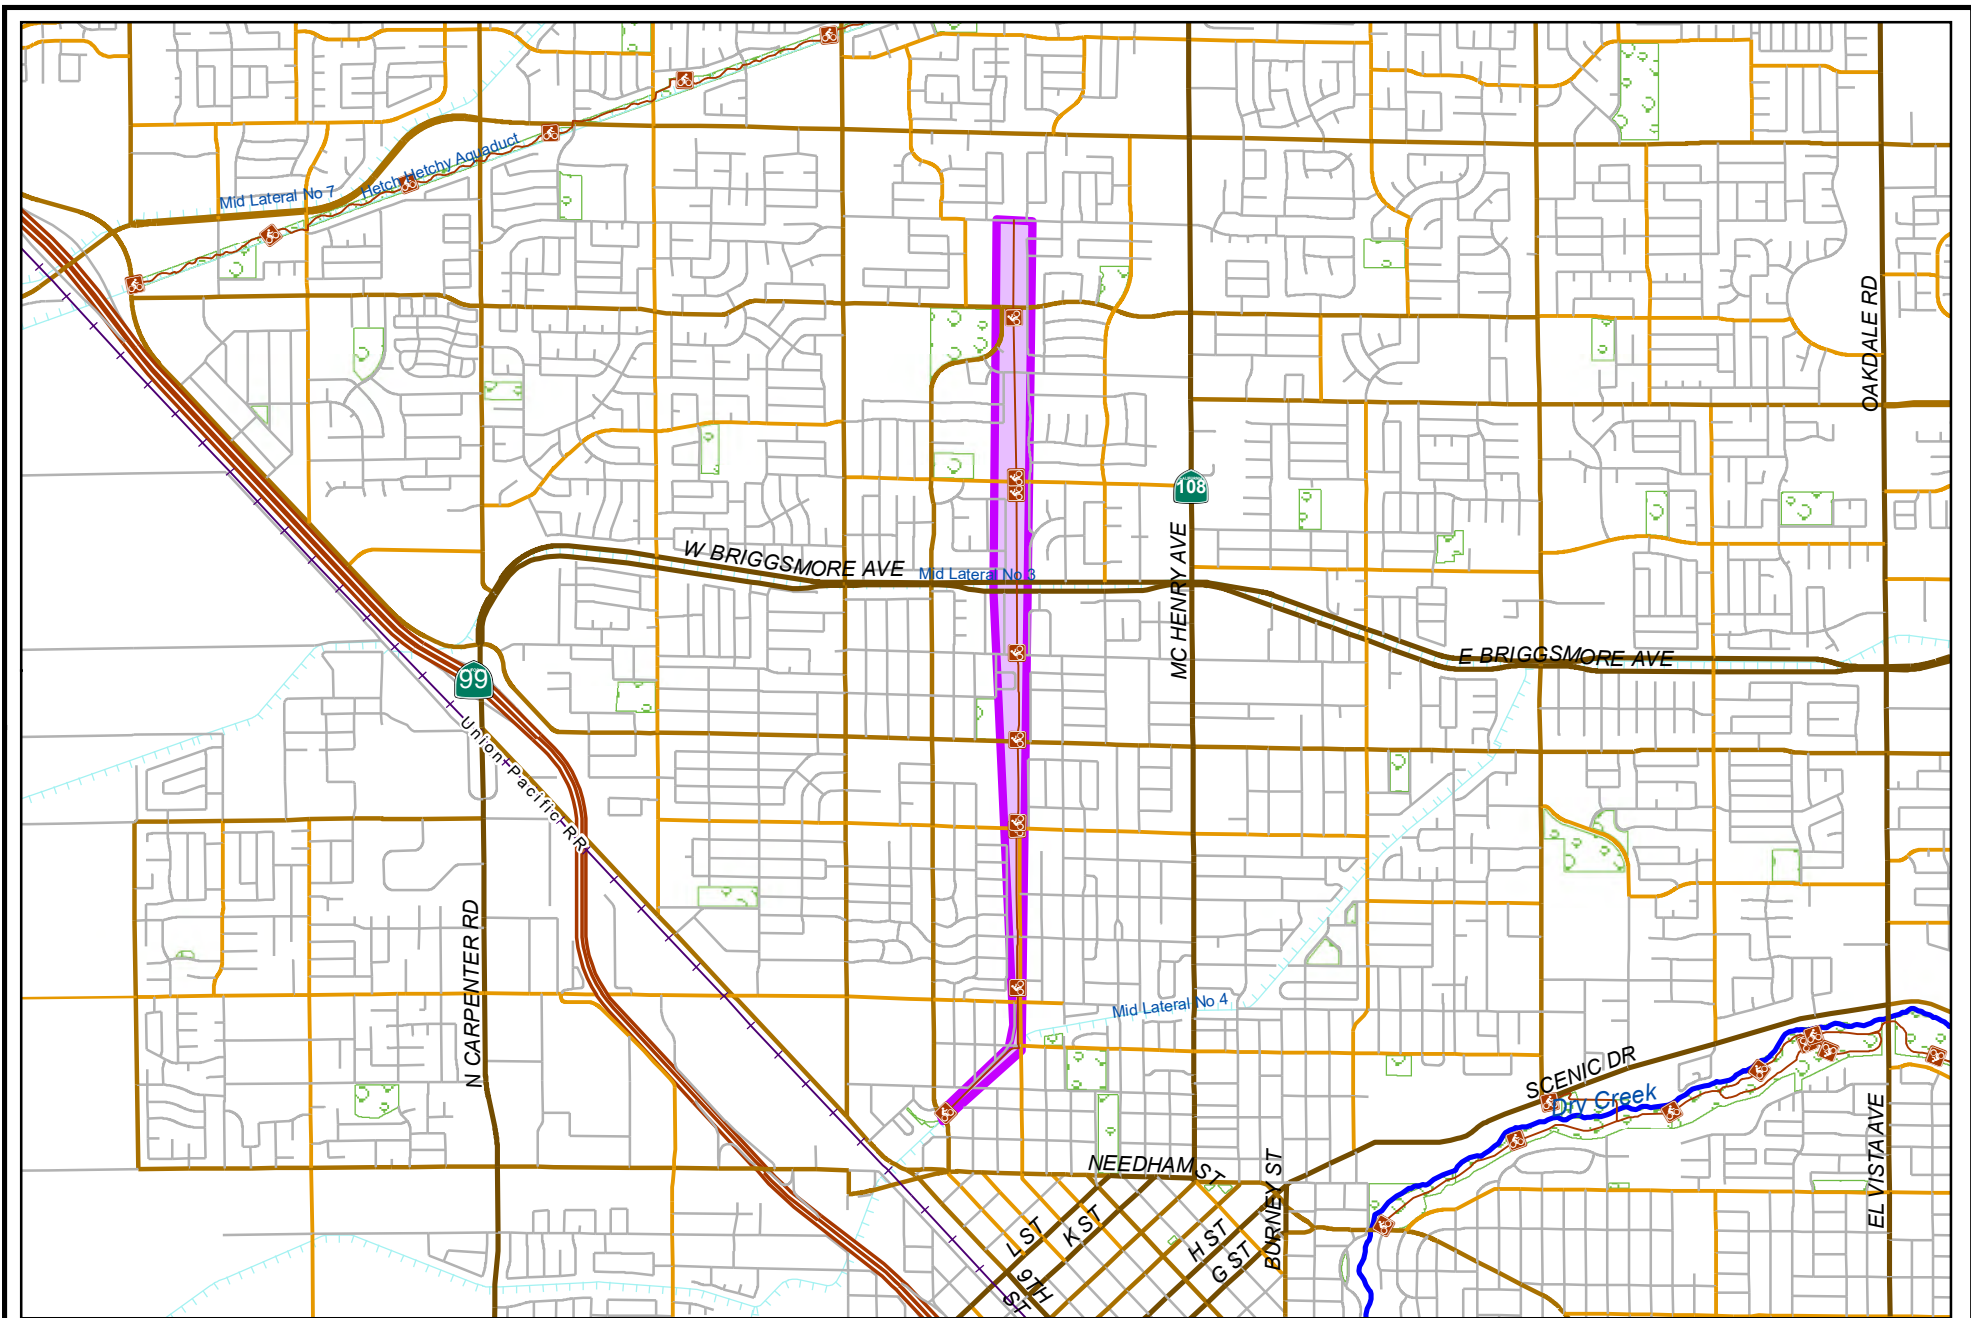 Hetch Hetchy Aquaduct
Mid Lateral No 7
OAKDALE RD
108
W BRIGGSMORE AVE
Mid Lateral No 3
MC HENRY AVE
E BRIGGSMORE AVE
99
Union Pacific RR
N CARPENTER RD
Mid Lateral No 4
SCENIC DR
Dry Creek
EL VISTA AVE
NEEDHAM ST
BURNEY ST
L ST
K ST
H ST
G ST
9TH ST